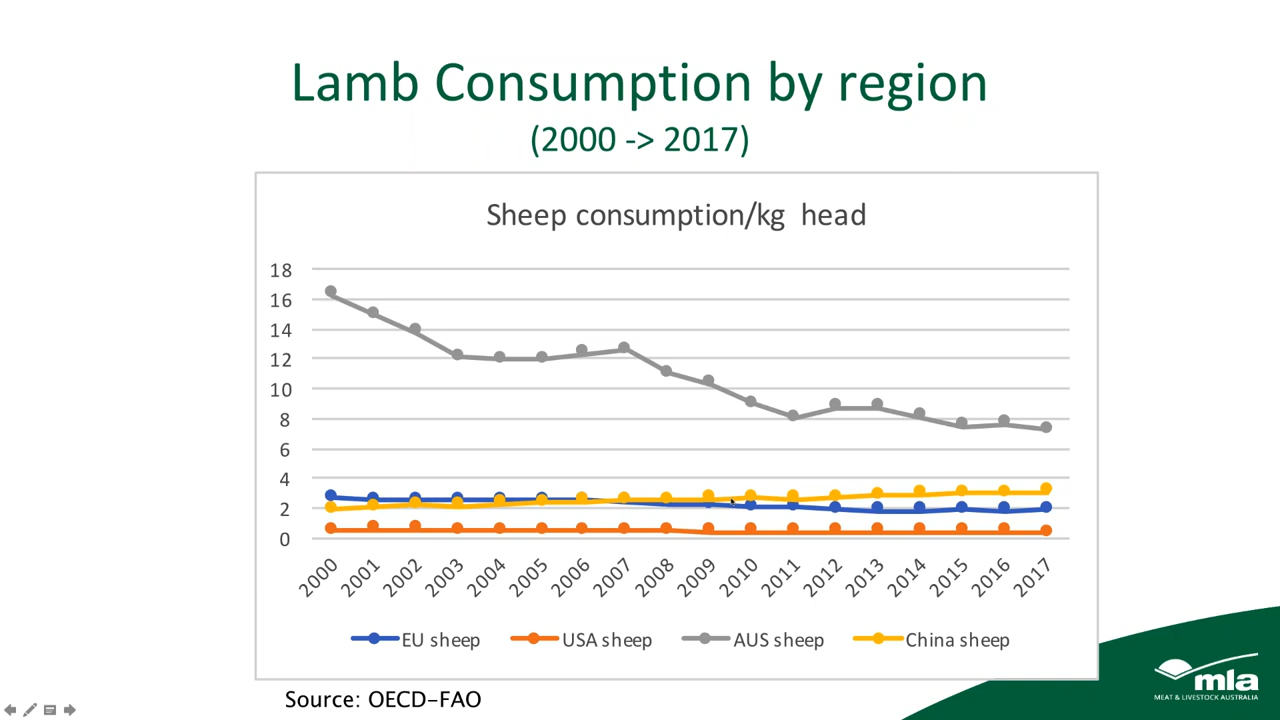 Lamb Consumption by region
(2000 -> 2017)
Sheep consumption/kg head
18
16
14
12
10
8
6
4
2
0
2000 2001 2002 2003 2004 2005 2006 2007 2008 2009 2010 2011 2012 2013 2014 2015 2016 2017
EU sheep USA sheep AUS sheep China sheep
Source: OECD-FAO
mla
MEAT & LIVESTOCK AUSTRALIA